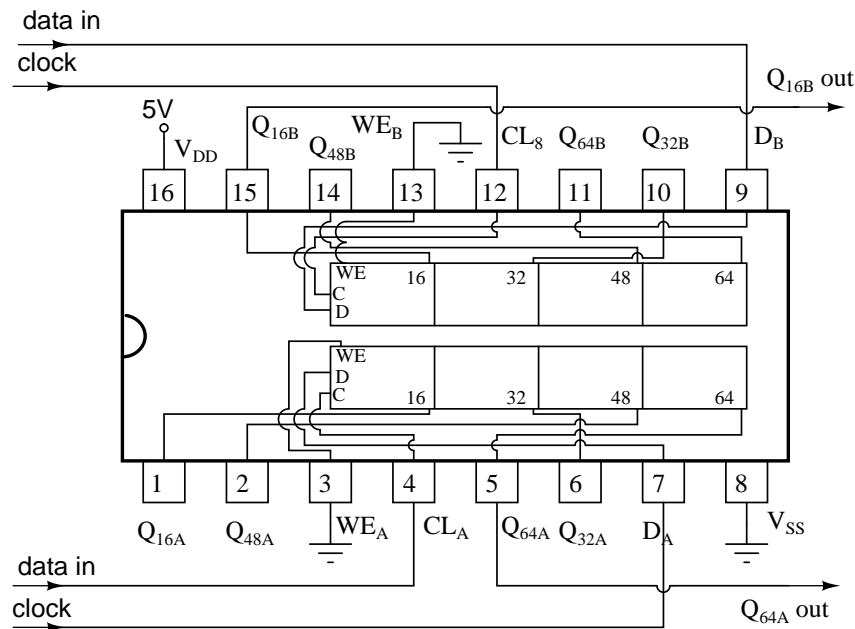 data in
clock
Q16B out
5V
VDD
Q16B
Q48B
WEB
CL8
Q64B
Q32B
DB
16 15 14 13 12 11 10 9
WE 16 32 48 64
C
D
WE
D
C 16 32 48 64
1 2 3 4 5 6 7 8
Q16A
Q48A
WEA
CLA
Q64A
Q32A
DA
VSS
data in
clock
Q64A out